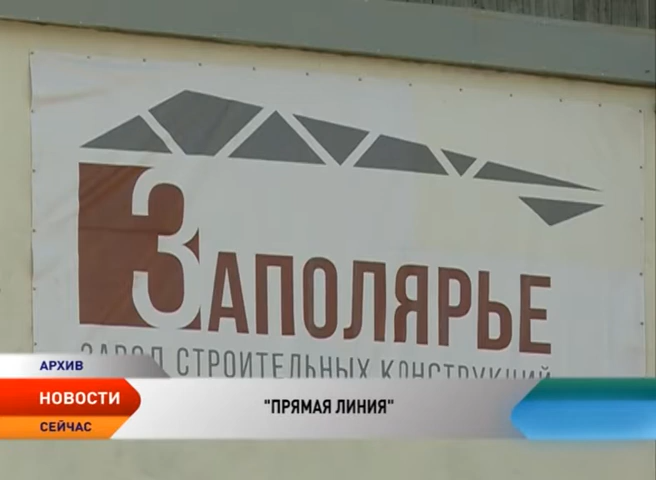 ЗАПОЛЯРЬЕ
ЗАВОД СТРОИТЕЛЬНЫХ КОНСТРУКЦИЙ
АРХИВ
НОВОСТИ
"ПРЯМАЯ ЛИНИЯ"
СЕЙЧАС